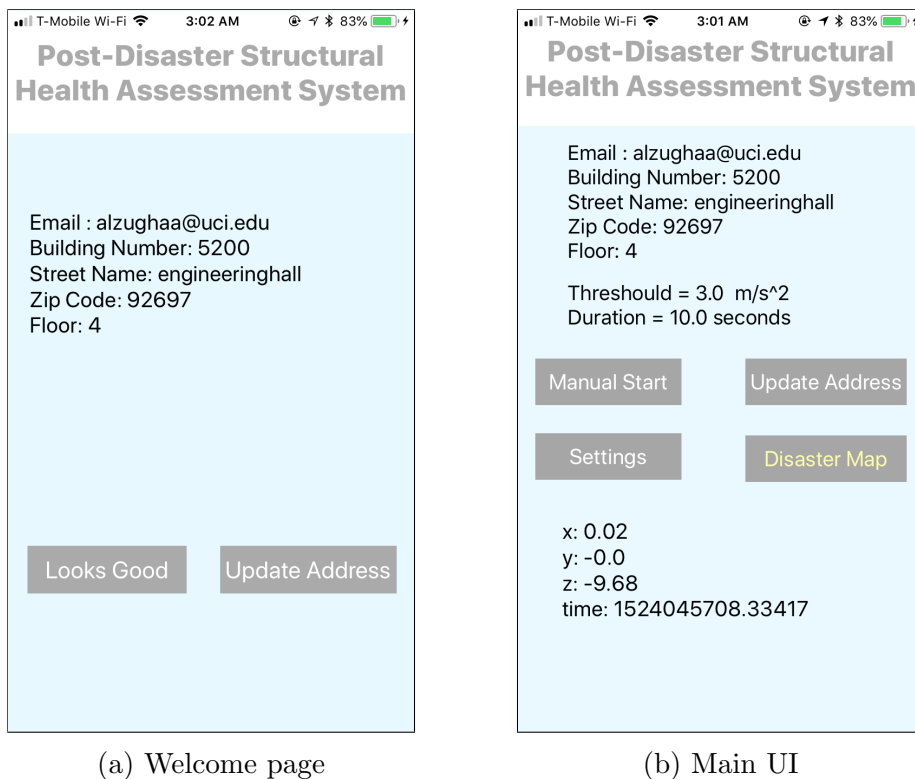 T-Mobile Wi-Fi 3:02 AM 83%
Post-Disaster Structural
Health Assessment System
Email : alzughaa@uci.edu
Building Number: 5200
Street Name: engineeringhall
Zip Code: 92697
Floor: 4
Looks Good
Update Address
(a) Welcome page
T-Mobile Wi-Fi 3:01 AM 83%
Post-Disaster Structural
Health Assessment System
Email : alzughaa@uci.edu
Building Number: 5200
Street Name: engineeringhall
Zip Code: 92697
Floor: 4
Threshould = 3.0 m/s^2
Duration = 10.0 seconds
Manual Start
Update Address
Settings
Disaster Map
x: 0.02
y: -0.0
z: -9.68
time: 1524045708.33417
(b) Main UI